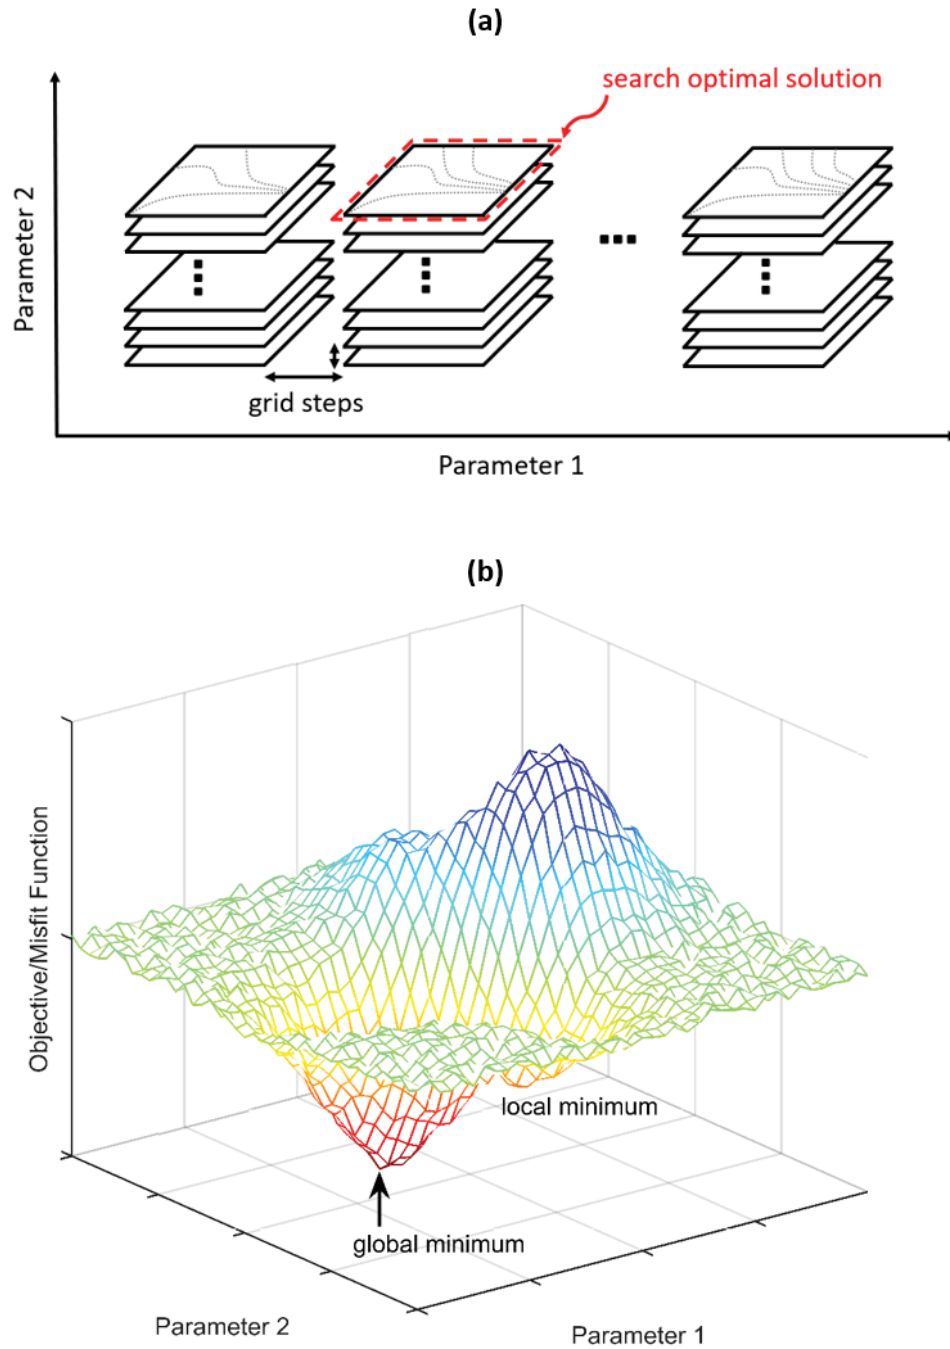 (a)
search optimal solution
Parameter 2
grid steps
Parameter 1
(b)
Objective/Misfit Function
local minimum
global minimum
Parameter 2
Parameter 1